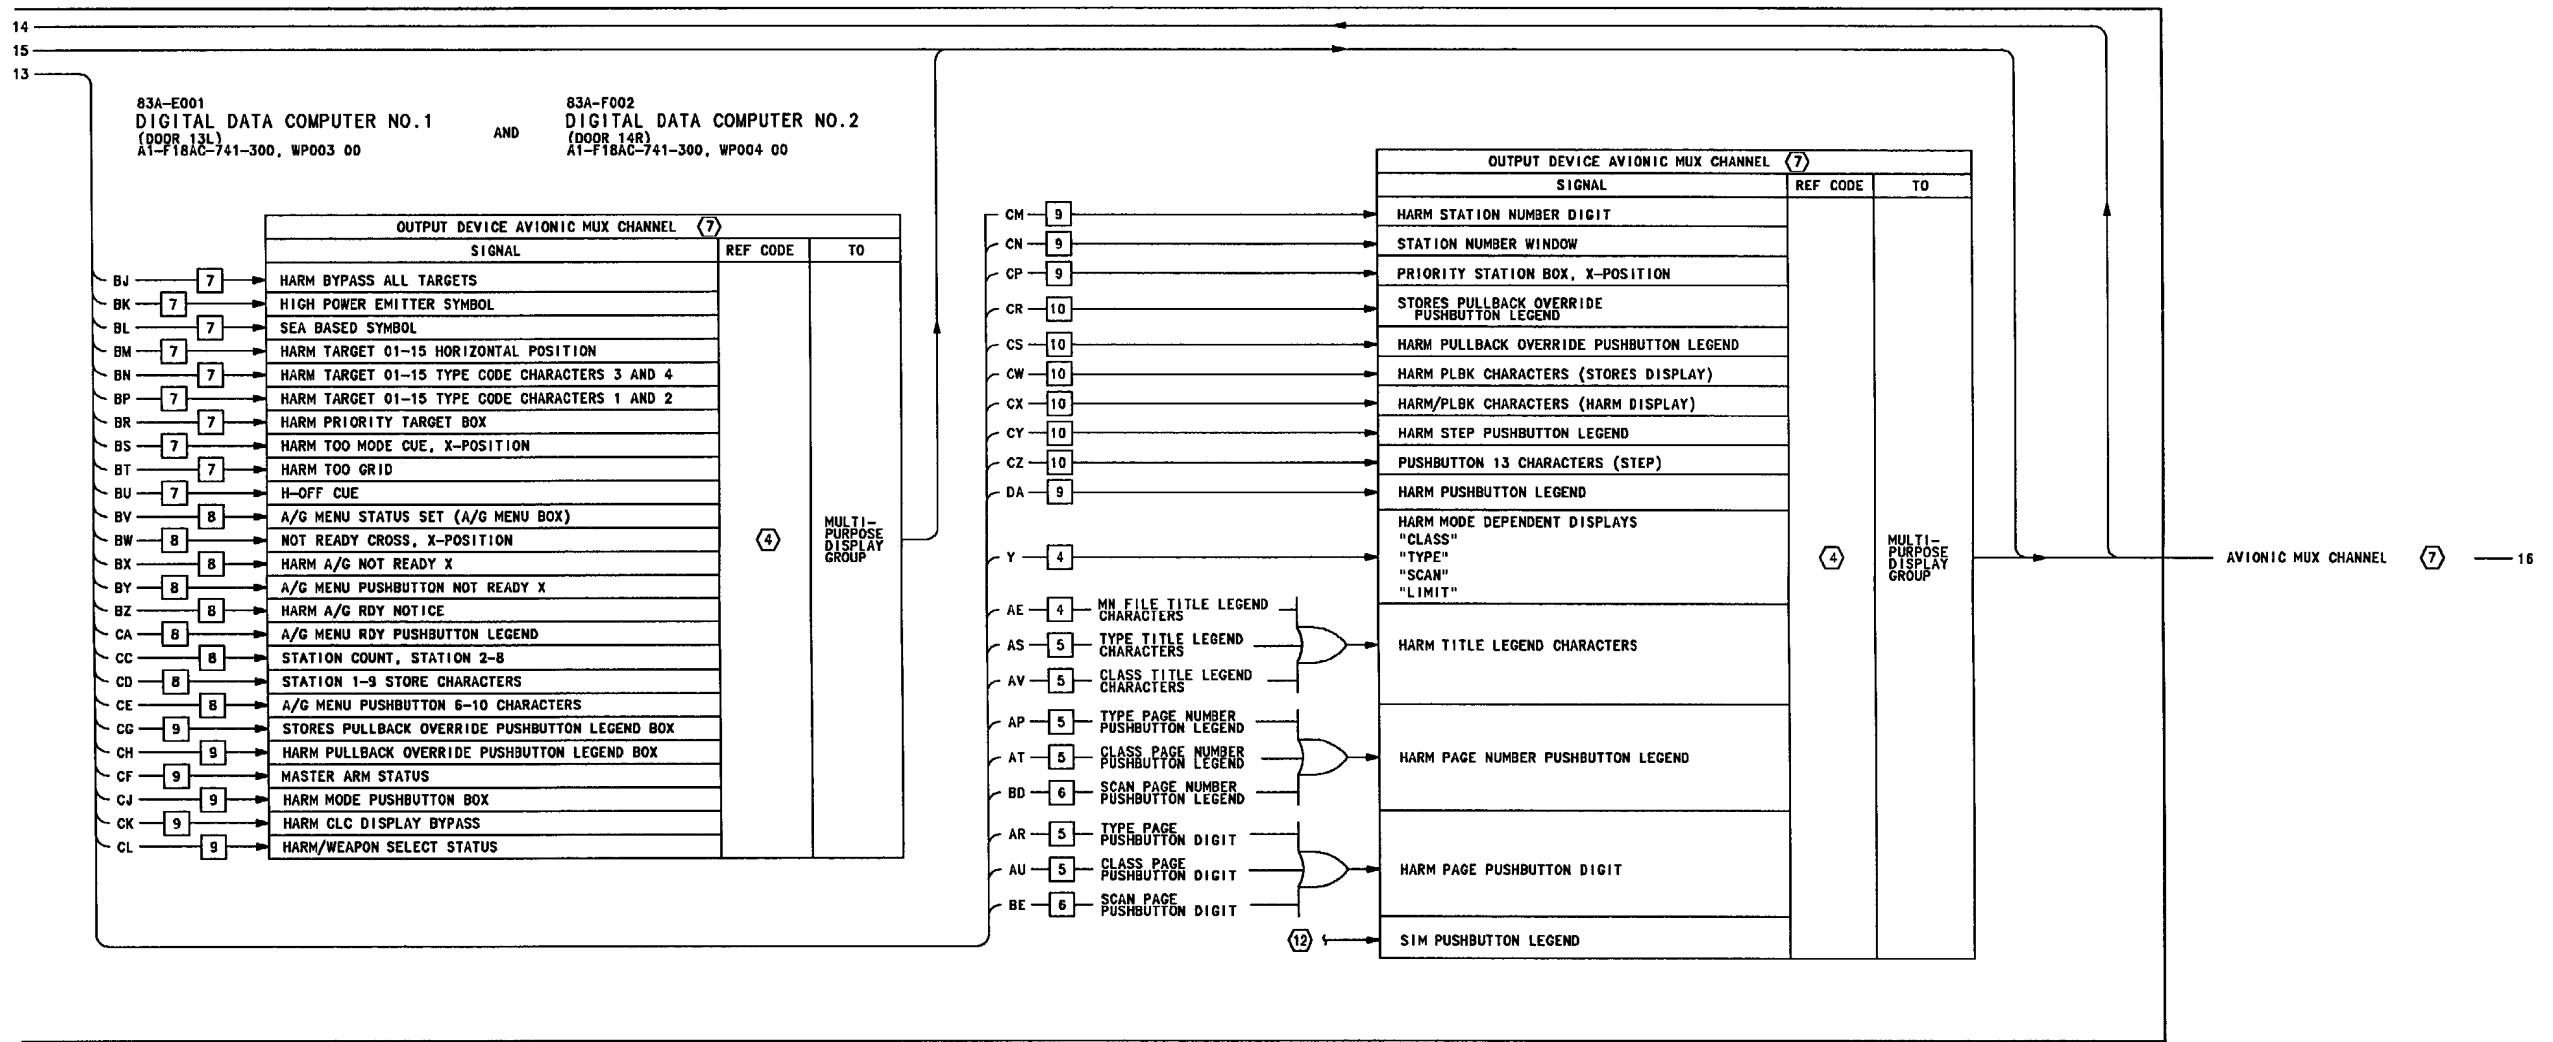 14
15
13
83A-E001
DIGITAL DATA COMPUTER NO.1
(DOOR 13L)
A1-F18AC-741-300, WP003 00
AND
83A-F002
DIGITAL DATA COMPUTER NO.2
(DOOR 14R)
A1-F18AC-741-300, WP004 00
OUTPUT DEVICE AVIONIC MUX CHANNEL 7
SIGNAL REF CODE TO
BJ 7 HARM BYPASS ALL TARGETS
BK 7 HIGH POWER EMITTER SYMBOL
BL 7 SEA BASED SYMBOL
BM 7 HARM TARGET 01-15 HORIZONTAL POSITION
BN 7 HARM TARGET 01-15 TYPE CODE CHARACTERS 3 AND 4
BP 7 HARM TARGET 01-15 TYPE CODE CHARACTERS 1 AND 2
BR 7 HARM PRIORITY TARGET BOX
BS 7 HARM TOO MODE CUE, X-POSITION
BT 7 HARM TOO GRID
BU 7 H-OFF CUE
BV 8 A/G MENU STATUS SET (A/G MENU BOX)
BW 8 NOT READY CROSS, X-POSITION
BX 8 HARM A/G NOT READY X
BY 8 A/G MENU PUSHBUTTON NOT READY X
BZ 8 HARM A/G RDY NOTICE
CA 8 A/G MENU RDY PUSHBUTTON LEGEND
CC 8 STATION COUNT, STATION 2-8
CD 8 STATION 1-9 STORE CHARACTERS
CE 8 A/G MENU PUSHBUTTON 6-10 CHARACTERS
CG 9 STORES PULLBACK OVERRIDE PUSHBUTTON LEGEND BOX
CH 9 HARM PULLBACK OVERRIDE PUSHBUTTON LEGEND BOX
CF 9 MASTER ARM STATUS
CJ 9 HARM MODE PUSHBUTTON BOX
CK 9 HARM CLC DISPLAY BYPASS
CL 9 HARM/WEAPON SELECT STATUS
4
MULTI-
PURPOSE
DISPLAY
GROUP
OUTPUT DEVICE AVIONIC MUX CHANNEL 7
SIGNAL REF CODE TO
CM 9 HARM STATION NUMBER DIGIT
CN 9 STATION NUMBER WINDOW
CP 9 PRIORITY STATION BOX, X-POSITION
CR 10 STORES PULLBACK OVERRIDE
PUSHBUTTON LEGEND
CS 10 HARM PULLBACK OVERRIDE PUSHBUTTON LEGEND
CW 10 HARM PLBK CHARACTERS (STORES DISPLAY)
CX 10 HARM/PLBK CHARACTERS (HARM DISPLAY)
CY 10 HARM STEP PUSHBUTTON LEGEND
CZ 10 PUSHBUTTON 13 CHARACTERS (STEP)
DA 9 HARM PUSHBUTTON LEGEND
Y 4
HARM MODE DEPENDENT DISPLAYS
"CLASS"
"TYPE"
"SCAN"
"LIMIT"
AE 4 MN FILE TITLE LEGEND
CHARACTERS
AS 5 TYPE TITLE LEGEND
CHARACTERS
AV 5 CLASS TITLE LEGEND
CHARACTERS
HARM TITLE LEGEND CHARACTERS
AP 5 TYPE PAGE NUMBER
PUSHBUTTON LEGEND
AT 5 CLASS PAGE NUMBER
PUSHBUTTON LEGEND
BD 6 SCAN PAGE NUMBER
PUSHBUTTON LEGEND
HARM PAGE NUMBER PUSHBUTTON LEGEND
AR 5 TYPE PAGE
PUSHBUTTON DIGIT
AU 5 CLASS PAGE
PUSHBUTTON DIGIT
BE 6 SCAN PAGE
PUSHBUTTON DIGIT
HARM PAGE PUSHBUTTON DIGIT
12 SIM PUSHBUTTON LEGEND
4
MULTI-
PURPOSE
DISPLAY
GROUP
AVIONIC MUX CHANNEL 7 16